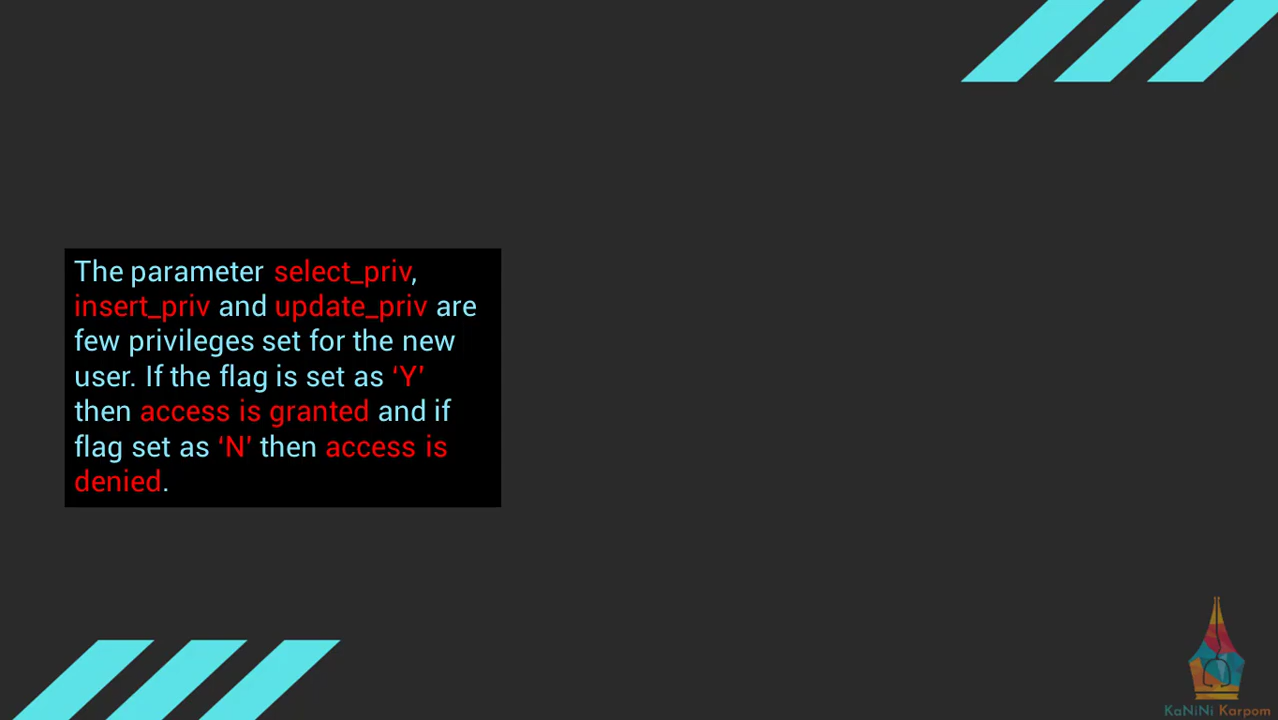 The parameter select_priv,
insert_priv and update_priv are
few privileges set for the new
user. If the flag is set as ‘Y’
then access is granted and if
flag set as ‘N’ then access is
denied.
KaNiNi Karpom